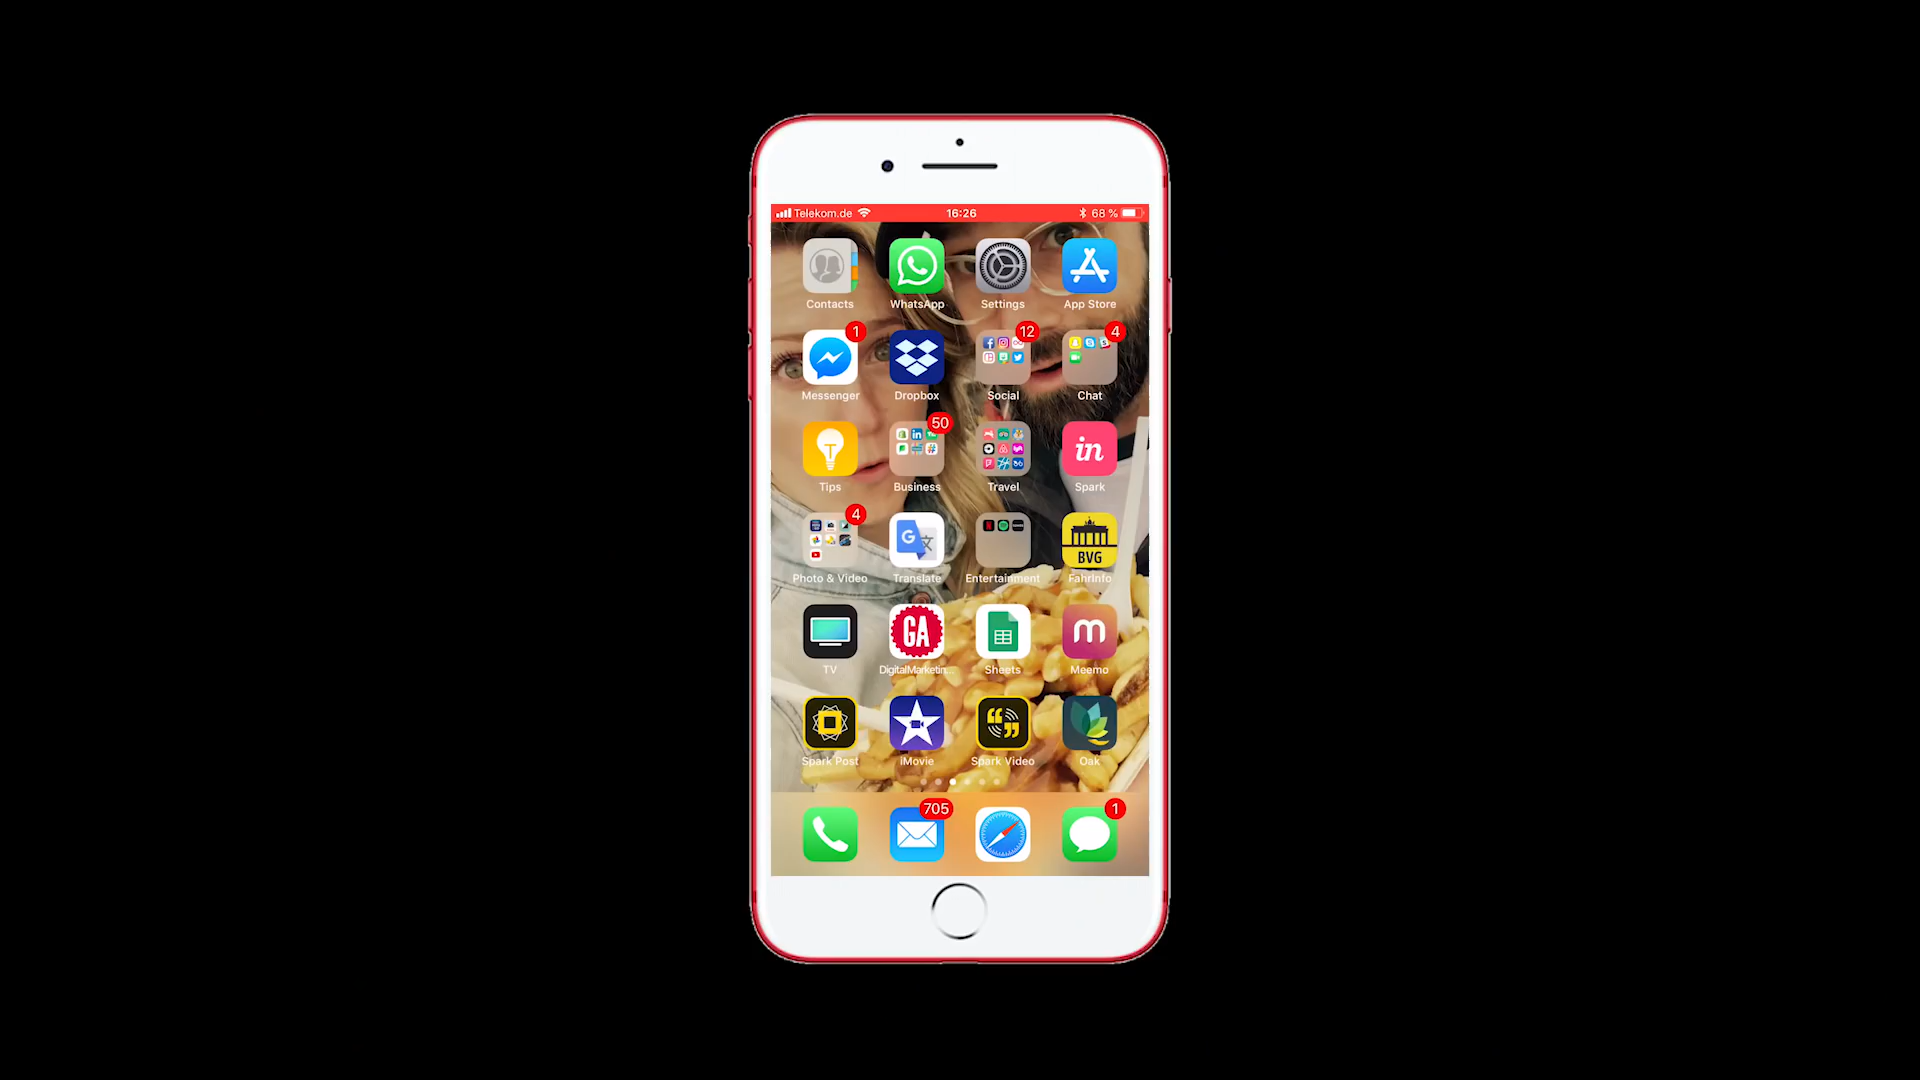 Telekom.de 16:26 68 %
Contacts WhatsApp Settings App Store
1 12 4
Messenger Dropbox Social Chat
50
in
Tips Business Travel Spark
4
G
BVG
Photo & Video Translate Entertainment FahrInfo
GA m
TV DigitalMarketin... Sheets Meemo
Spark Post iMovie Spark Video Oak
705 1